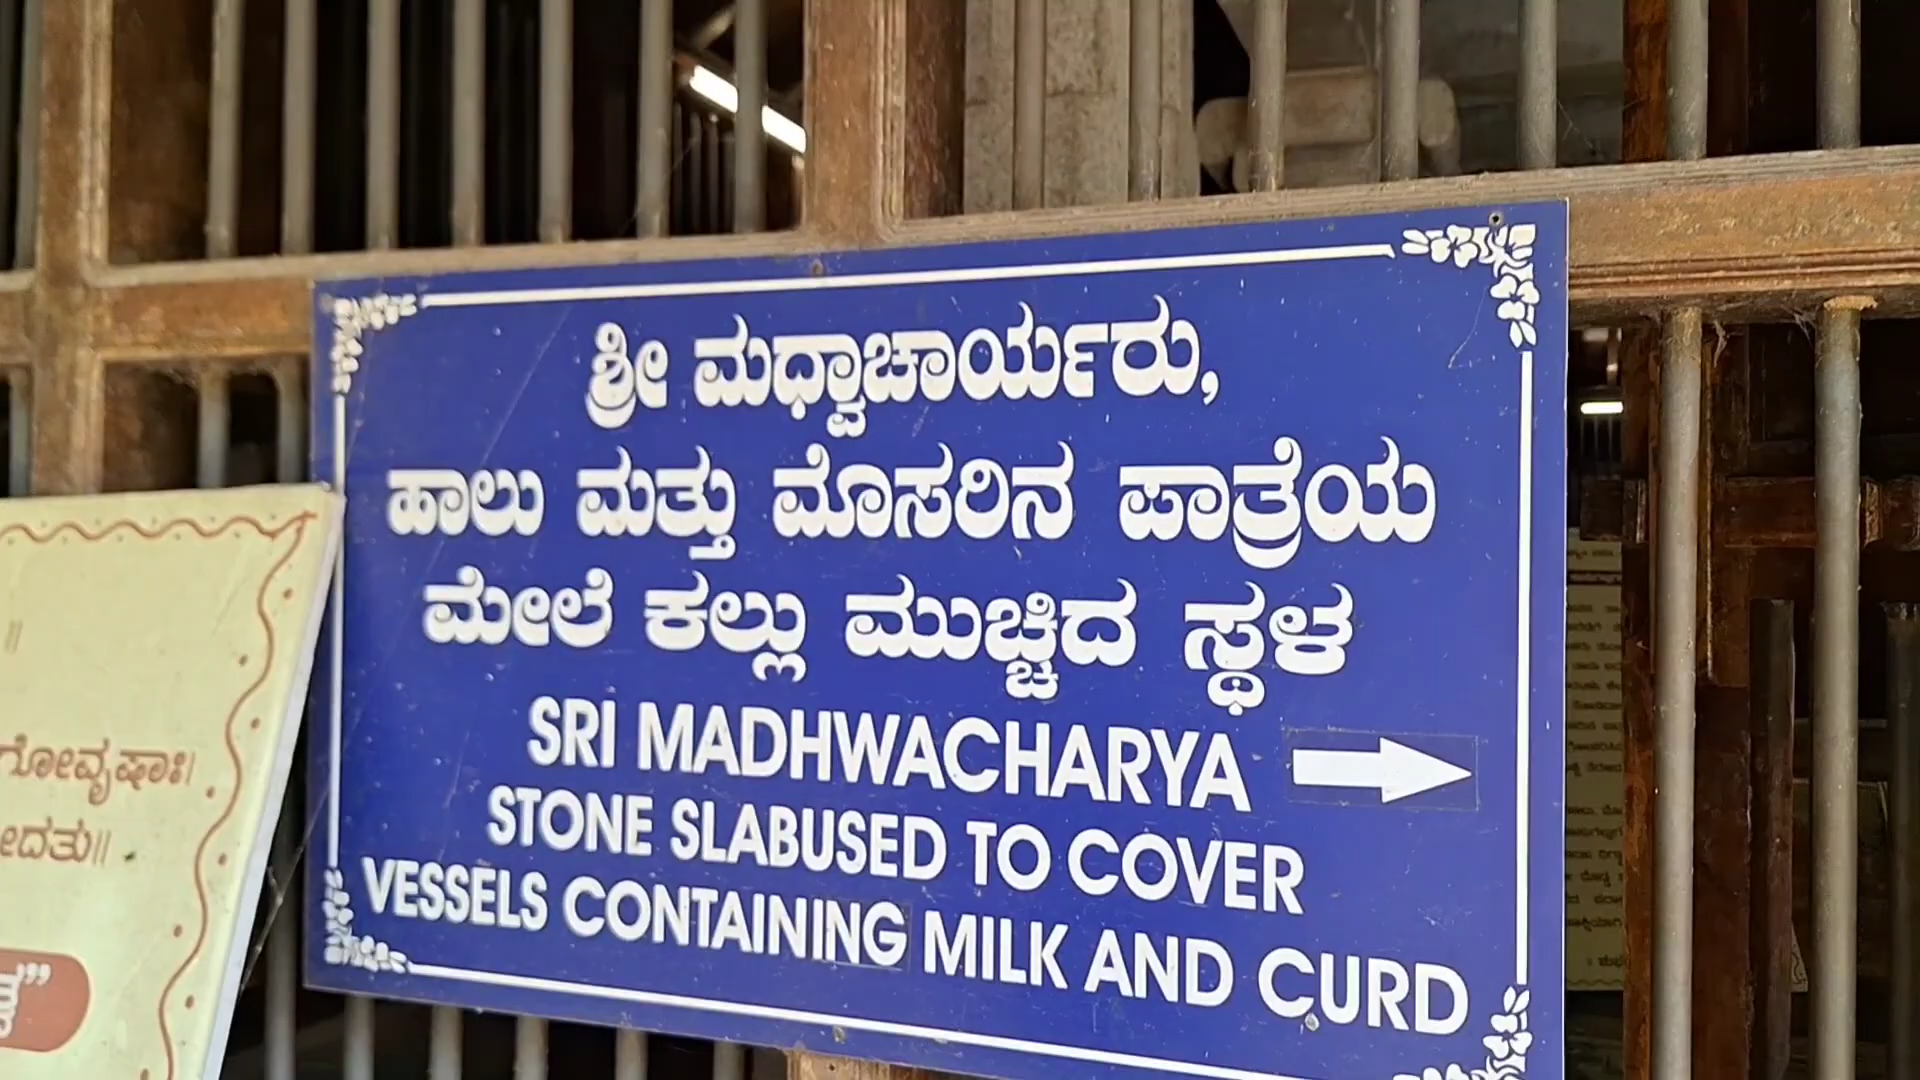 ಶ್ರೀ ಮಧ್ವಾಚಾರ್ಯರು,
ಹಾಲು ಮತ್ತು ಮೊಸರಿನ ಪಾತ್ರೆಯ
ಮೇಲೆ ಕಲ್ಲು ಮುಚ್ಚಿದ ಸ್ಥಳ
SRI MADHWACHARYA
STONE SLABUSED TO COVER
VESSELS CONTAINING MILK AND CURD